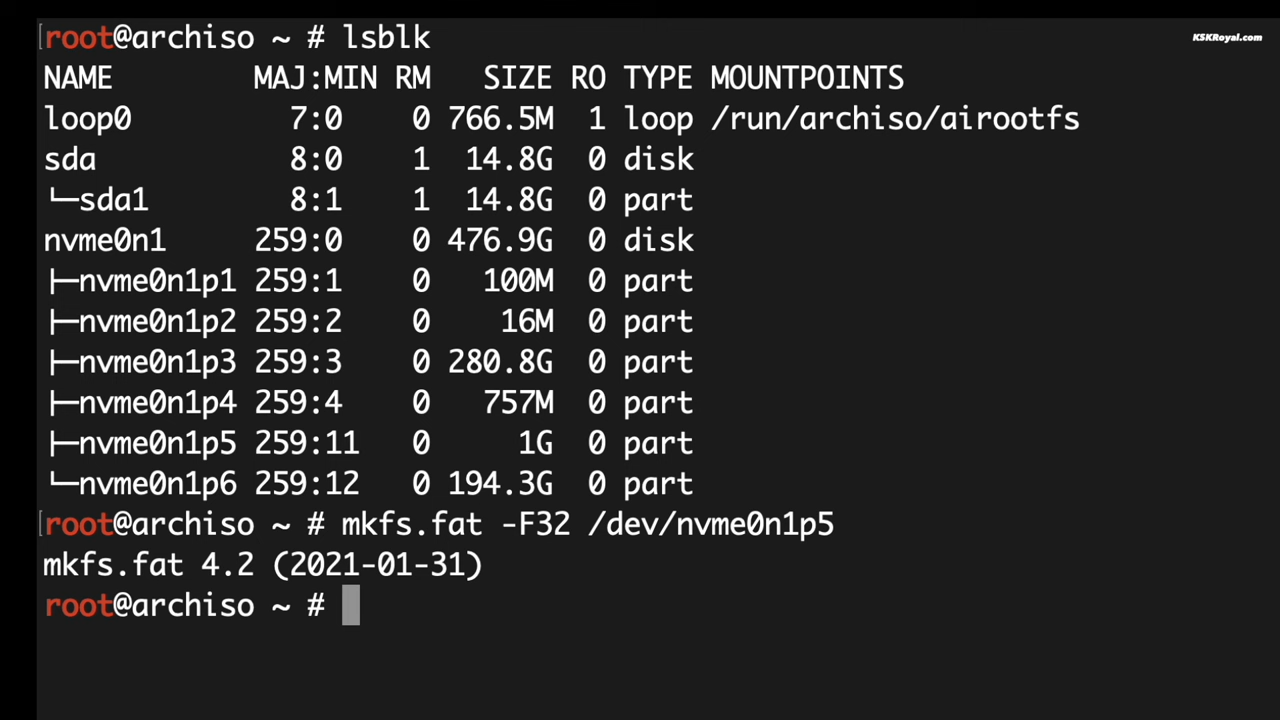 root@archiso ~ # lsblk
KSKRoyal.com
NAME MAJ:MIN RM SIZE RO TYPE MOUNTPOINTS
loop0 7:0 0 766.5M 1 loop /run/archiso/airootfs
sda 8:0 1 14.8G 0 disk
└─sda1 8:1 1 14.8G 0 part
nvme0n1 259:0 0 476.9G 0 disk
├─nvme0n1p1 259:1 0 100M 0 part
├─nvme0n1p2 259:2 0 16M 0 part
├─nvme0n1p3 259:3 0 280.8G 0 part
├─nvme0n1p4 259:4 0 757M 0 part
├─nvme0n1p5 259:11 0 1G 0 part
└─nvme0n1p6 259:12 0 194.3G 0 part
root@archiso ~ # mkfs.fat -F32 /dev/nvme0n1p5
mkfs.fat 4.2 (2021-01-31)
root@archiso ~ #